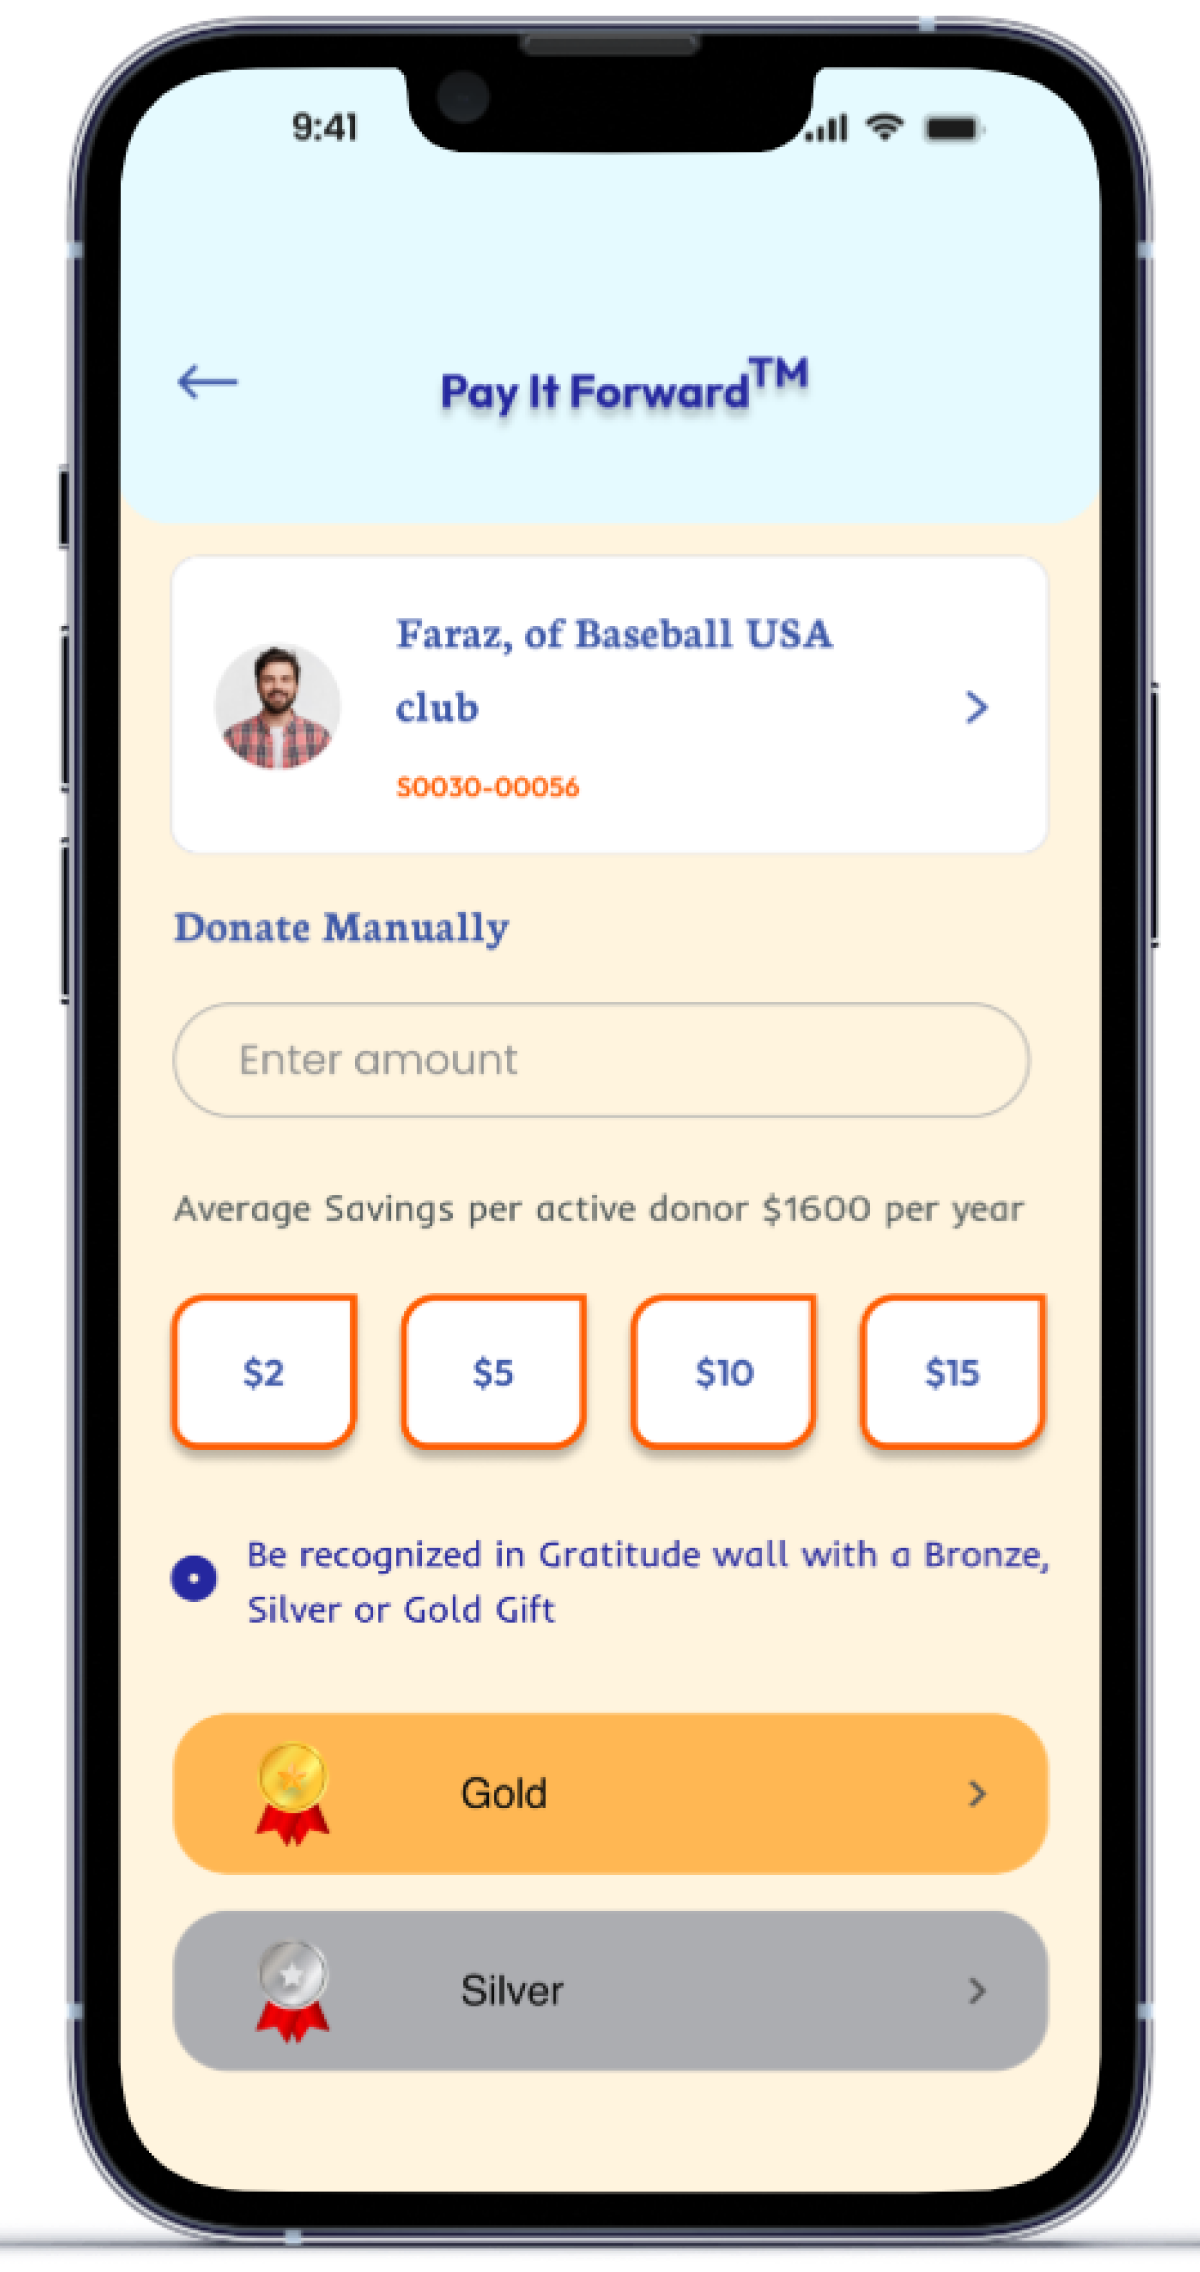 9:41
Pay It Forward™
Faraz, of Baseball USA
club
S0030-00056
Donate Manually
Enter amount
Average Savings per active donor $1600 per year
$2 $5 $10 $15
Be recognized in Gratitude wall with a Bronze,
Silver or Gold Gift
Gold
Silver